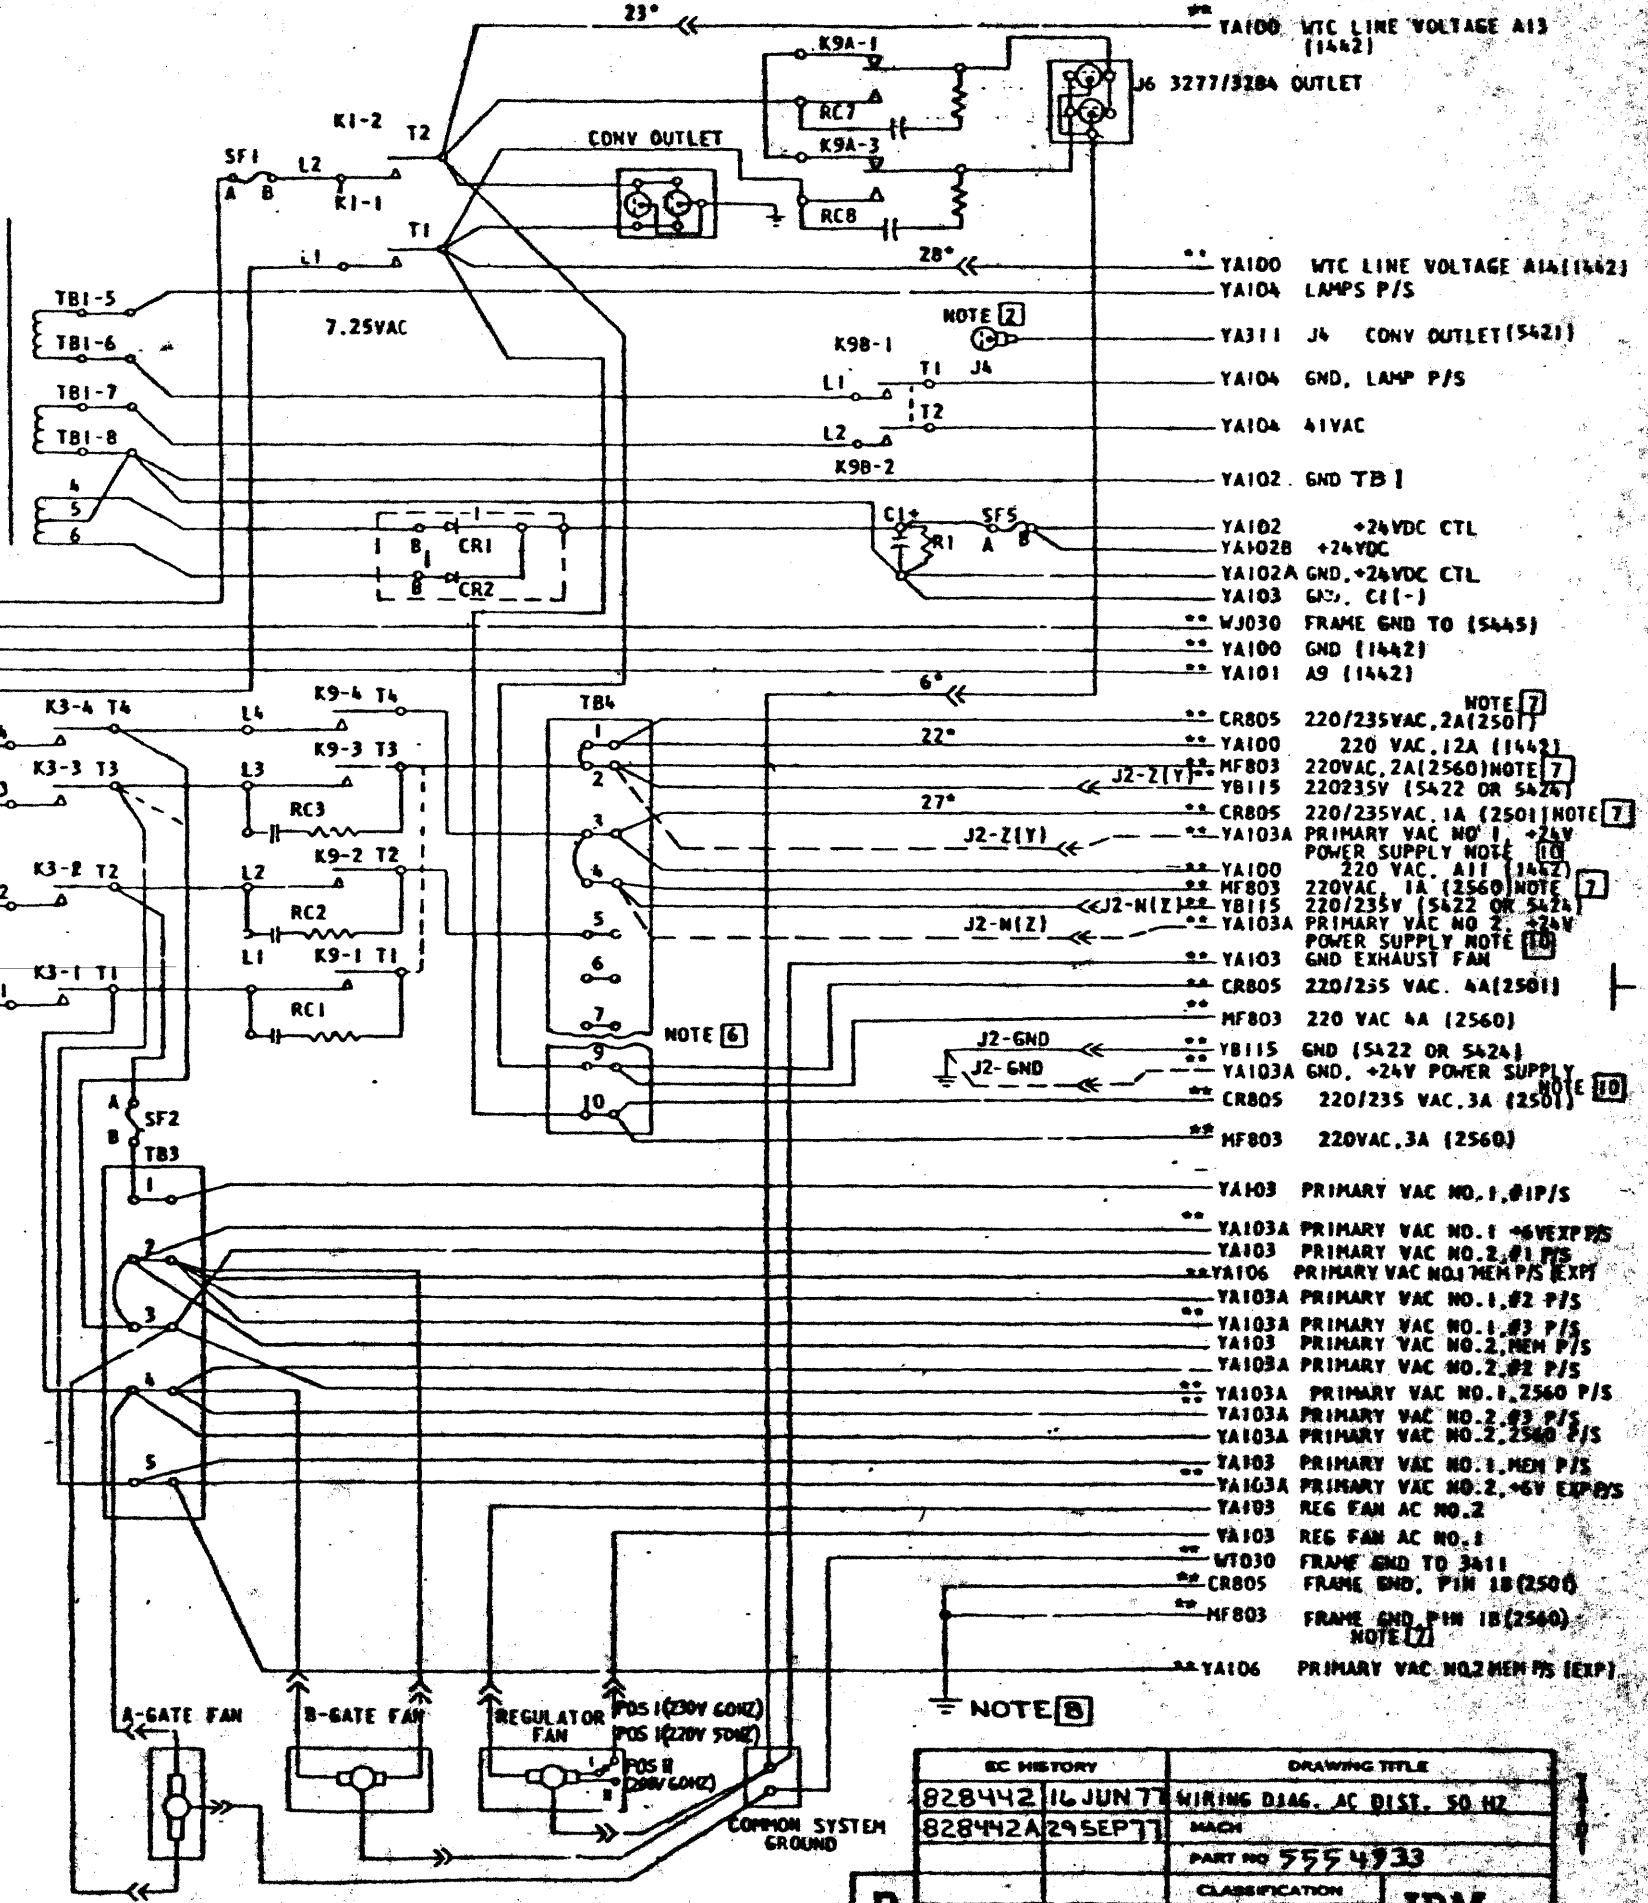 23* ** YA100 WTC LINE VOLTAGE A13
(1442)
K9A-1
J6 3277/3284 OUTLET
K1-2 T2
RC7
CONV OUTLET
K9A-3
SF1 L2
A B
K1-1
RC8
T1
L1
28* ** YA100 WTC LINE VOLTAGE A14(1442)
TB1-5 YA104 LAMPS P/S
7.25VAC
NOTE 2
TB1-6
K9B-1 YA311 J4 CONV OUTLET(5421)
T1 J4
L1 YA104 GND, LAMP P/S
TB1-7
T2
L2 YA104 41VAC
TB1-8
K9B-2
YA102. GND TB1
4
5
6
C1+ SF5
YA102 +24VDC CTL
B CR1 R1 A B
YA102B +24VDC
YA102A GND,+24VDC CTL
B CR2
YA103 GND, C1(-)
** WJ030 FRAME GND TO (5445)
** YA100 GND (1442)
** YA101 A9 (1442)
6*
K3-4 T4 L4 K9-4 T4 TB4
NOTE 7
** CR805 220/235VAC,2A(2501)
1
22* ** YA100 220 VAC,12A (1442)
K3-3 T3 L3 K9-3 T3
** MF803 220VAC,2A(2560)NOTE 7
2
J2-Z(Y)** YB115 220235V (5422 OR 5424)
RC3
27* ** CR805 220/235VAC, 1A (2501)NOTE 7
3
J2-Z(Y) ** YA103A PRIMARY VAC NO 1, +24V
POWER SUPPLY NOTE 10
K3-2 T2 L2 K9-2 T2
** YA100 220 VAC, A11 (1442)
4
** MF803 220VAC, 1A (2560)NOTE 7
J2-N(Z)** YB115 220/235V (5422 OR 5424)
RC2
5
J2-N(Z) ** YA103A PRIMARY VAC NO 2, +24V
POWER SUPPLY NOTE 10
K3-1 T1 L1 K9-1 T1
6
** YA103 GND EXHAUST FAN
** CR805 220/235 VAC. 4A(2501)
RC1
7
** MF803 220 VAC 4A (2560)
NOTE 6
9
J2-GND ** YB115 GND (5422 OR 5424)
J2-GND ** YA103A GND, +24V POWER SUPPLY
NOTE 10
10
** CR805 220/235 VAC,3A (2501)
A
SF2
B
** MF803 220VAC,3A (2560)
TB3
1
YA103 PRIMARY VAC NO.1,#1P/S
** YA103A PRIMARY VAC NO.1 +6VEXPP/S
2
YA103 PRIMARY VAC NO.2,#1 P/S
**YA106 PRIMARY VAC NO.1 MEM P/S (EXP)
YA103A PRIMARY VAC NO.1,#2 P/S
3
** YA103A PRIMARY VAC NO.1,#3 P/S
YA103 PRIMARY VAC NO.2,MEM P/S
YA103A PRIMARY VAC NO.2,#2 P/S
4
** YA103A PRIMARY VAC NO.1,2560 P/S
** YA103A PRIMARY VAC NO.2,#3 P/S
YA103A PRIMARY VAC NO.2,2560 P/S
5
YA103 PRIMARY VAC NO.1,MEM P/S
** YA103A PRIMARY VAC NO.2,+6V EXPP/S
YA103 REG FAN AC NO.2
YA103 REG FAN AC NO.1
** WT030 FRAME GND TO 3411
** CR805 FRAME GND, PIN 1B(2501)
** MF803 FRAME GND,PIN 1B(2560)
NOTE 7
** YA106 PRIMARY VAC NO.2 MEM P/S (EXP)
NOTE 8
A-GATE FAN
B-GATE FAN
REGULATOR
FAN
POS I(230V 60HZ)
POS I(220V 50HZ)
I
POS II
(208V 60HZ)
II
COMMON SYSTEM
GROUND
EC HISTORY DRAWING TITLE
828442 16 JUN 77 WIRING DIAG. AC DIST. 50 HZ
828442A 29SEP77 MACH
PART NO 5554933
CLASSIFICATION IBM